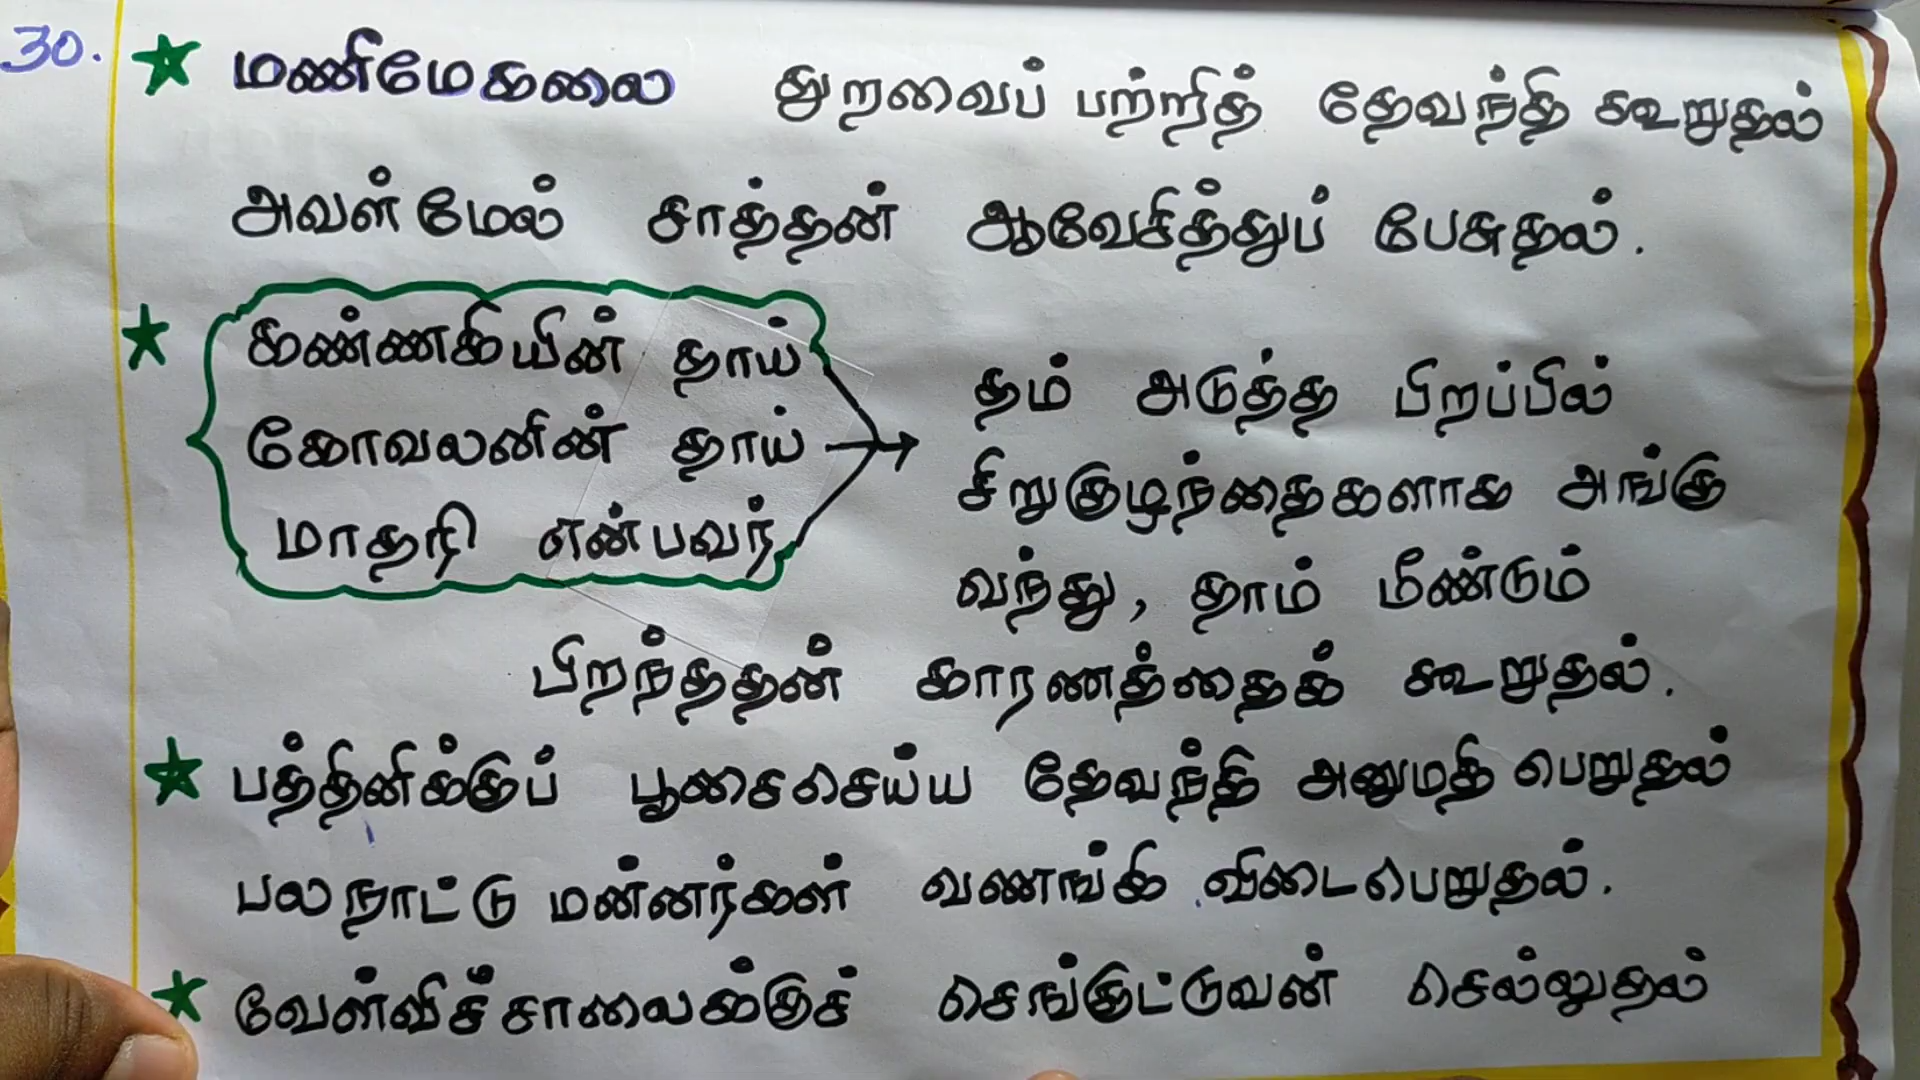 30. ★ மணிமேகலை துறவைப் பற்றித் தேவந்தி கூறுதல்
அவள்மேல் சாத்தன் ஆவேசித்துப் பேசுதல்.
★ கண்ணகியின் தாய்
கோவலனின் தாய் →
மாதரி என்பவர்
தம் அடுத்த பிறப்பில்
சிறுகுழந்தைகளாக அங்கு
வந்து, தாம் மீண்டும்
பிறந்ததன் காரணத்தைக் கூறுதல்.
★ பத்தினிக்குப் பூசைசெய்ய தேவந்தி அனுமதி பெறுதல்
பலநாட்டு மன்னர்கள் வணங்கி விடைபெறுதல்.
★ வேள்விச்சாலைக்குச் செங்குட்டுவன் செல்லுதல்